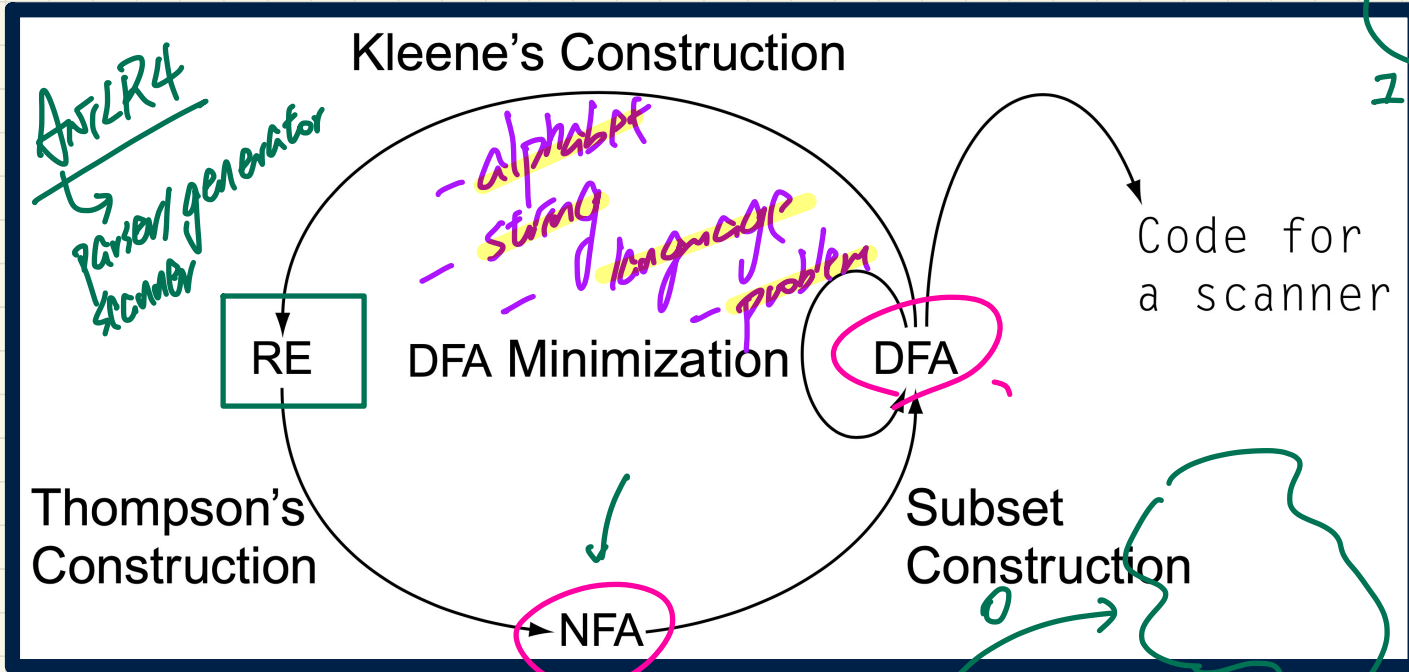 Kleene's Construction
ANTLR4
parser/generator
scanner
- alphabet
- string
- language
- problem
1
Code for
a scanner
RE
DFA Minimization
DFA
Thompson's
Construction
Subset
Construction
0
NFA